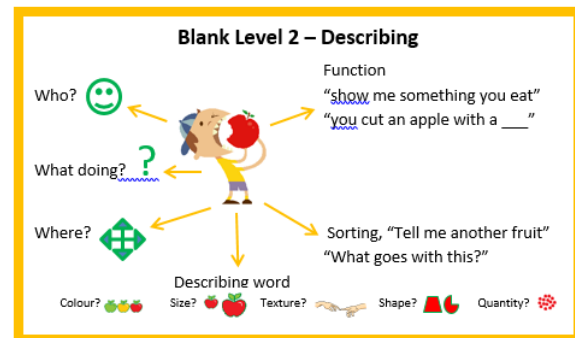 Blank Level 2 – Describing
Who?
What doing?
?
Where?
Function
“show me something you eat”
“you cut an apple with a ___”
Sorting, “Tell me another fruit”
“What goes with this?”
Describing word
Colour? Size? Texture? Shape? Quantity?